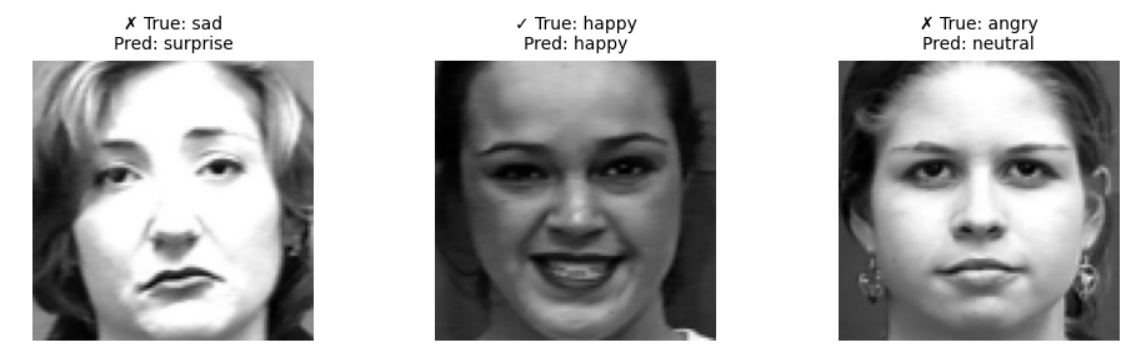 ✗ True: sad
Pred: surprise
✓ True: happy
Pred: happy
✗ True: angry
Pred: neutral